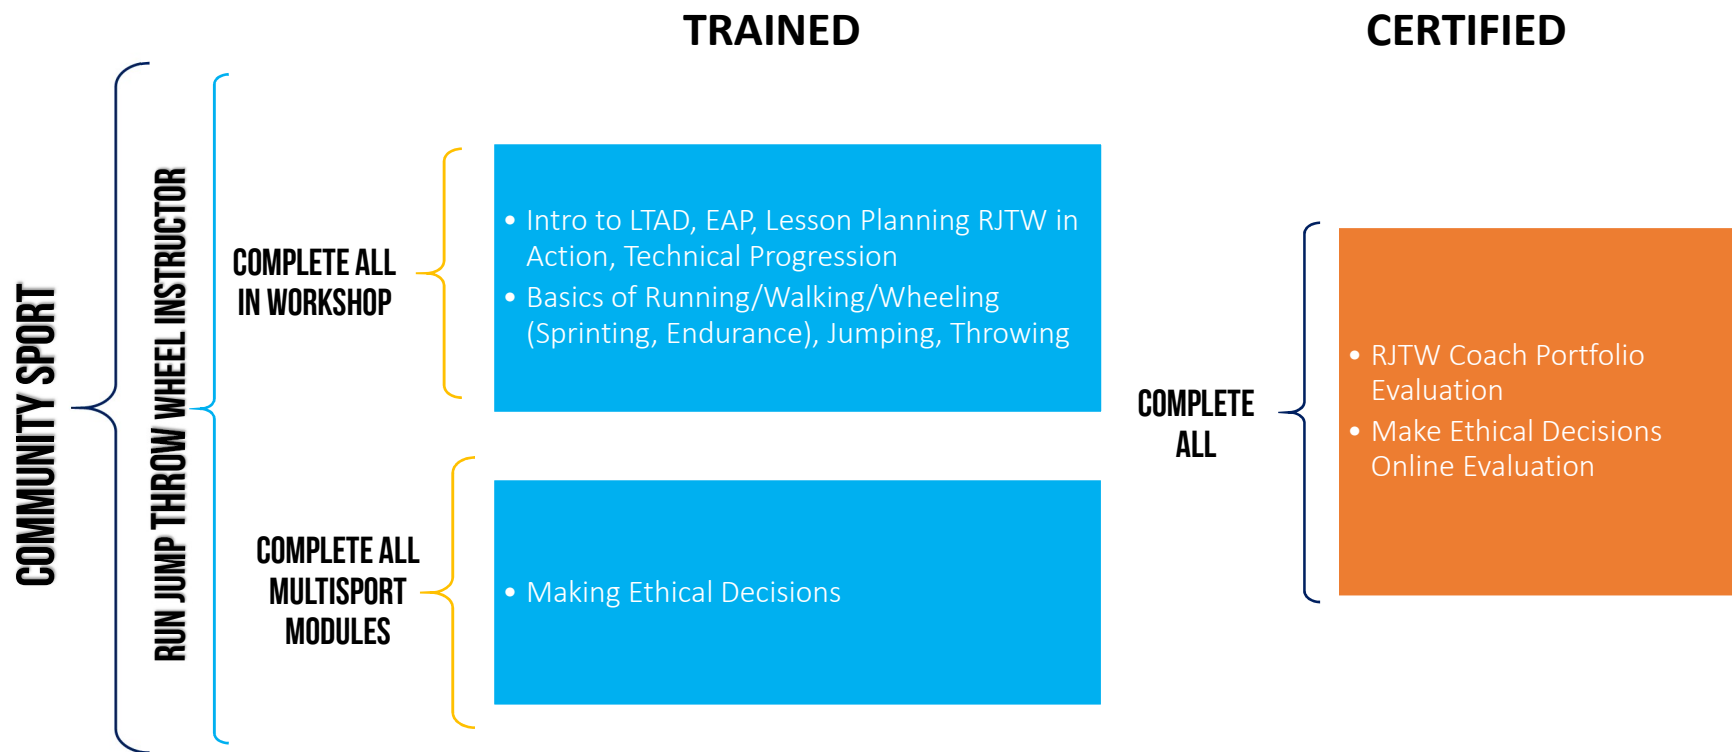 TRAINED
CERTIFIED
COMMUNITY SPORT
RUN JUMP THROW WHEEL INSTRUCTOR
COMPLETE ALL
IN WORKSHOP
• Intro to LTAD, EAP, Lesson Planning RJTW in
Action, Technical Progression
• Basics of Running/Walking/Wheeling
(Sprinting, Endurance), Jumping, Throwing
COMPLETE ALL
MULTISPORT
MODULES
• Making Ethical Decisions
COMPLETE
ALL
• RJTW Coach Portfolio
Evaluation
• Make Ethical Decisions
Online Evaluation